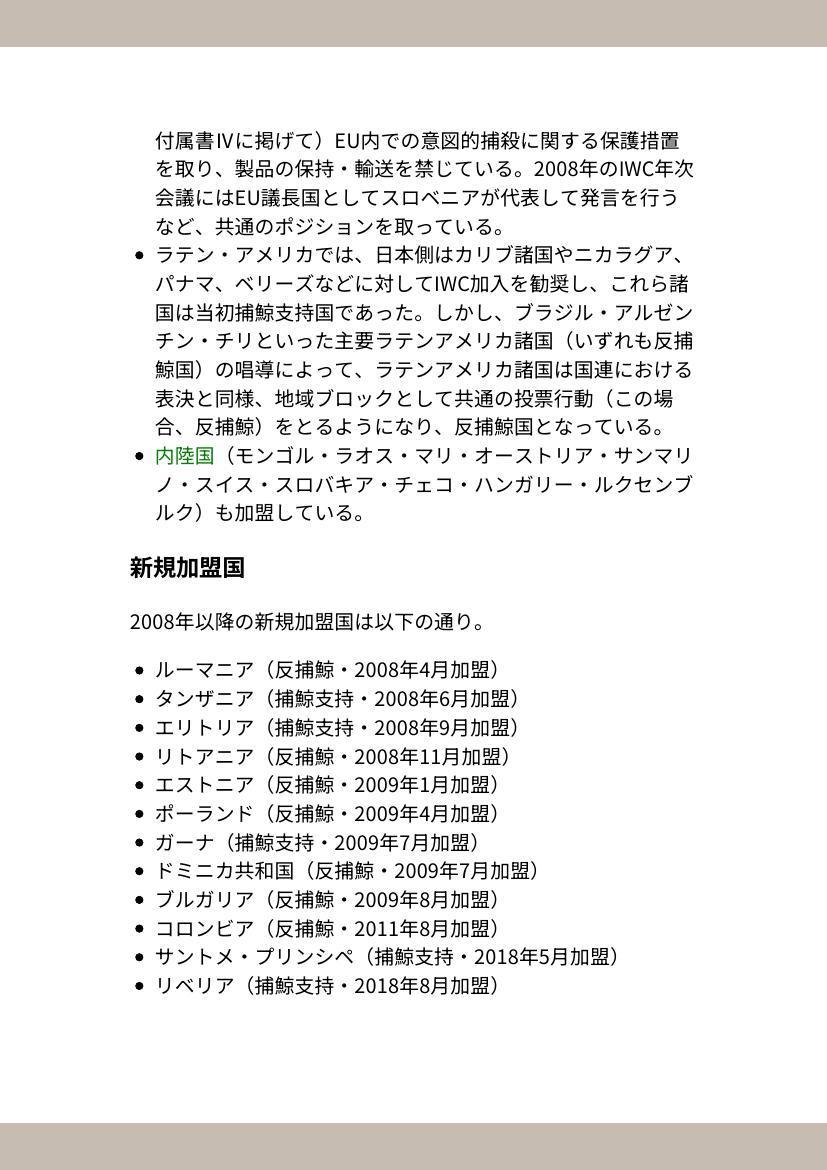 付属書IVに掲げて）EU内での意図的捕殺に関する保護措置
を取り、製品の保持・輸送を禁じている。2008年のIWC年次
会議にはEU議長国としてスロベニアが代表して発言を行う
など、共通のポジションを取っている。
● ラテン・アメリカでは、日本側はカリブ諸国やニカラグア、
パナマ、ベリーズなどに対してIWC加入を勧奨し、これら諸
国は当初捕鯨支持国であった。しかし、ブラジル・アルゼン
チン・チリといった主要ラテンアメリカ諸国（いずれも反捕
鯨国）の唱導によって、ラテンアメリカ諸国は国連における
表決と同様、地域ブロックとして共通の投票行動（この場
合、反捕鯨）をとるようになり、反捕鯨国となっている。
● 内陸国（モンゴル・ラオス・マリ・オーストリア・サンマリ
ノ・スイス・スロバキア・チェコ・ハンガリー・ルクセンブ
ルク）も加盟している。
新規加盟国
2008年以降の新規加盟国は以下の通り。
● ルーマニア（反捕鯨・2008年4月加盟）
● タンザニア（捕鯨支持・2008年6月加盟）
● エリトリア（捕鯨支持・2008年9月加盟）
● リトアニア（反捕鯨・2008年11月加盟）
● エストニア（反捕鯨・2009年1月加盟）
● ポーランド（反捕鯨・2009年4月加盟）
● ガーナ（捕鯨支持・2009年7月加盟）
● ドミニカ共和国（反捕鯨・2009年7月加盟）
● ブルガリア（反捕鯨・2009年8月加盟）
● コロンビア（反捕鯨・2011年8月加盟）
● サントメ・プリンシペ（捕鯨支持・2018年5月加盟）
● リベリア（捕鯨支持・2018年8月加盟）